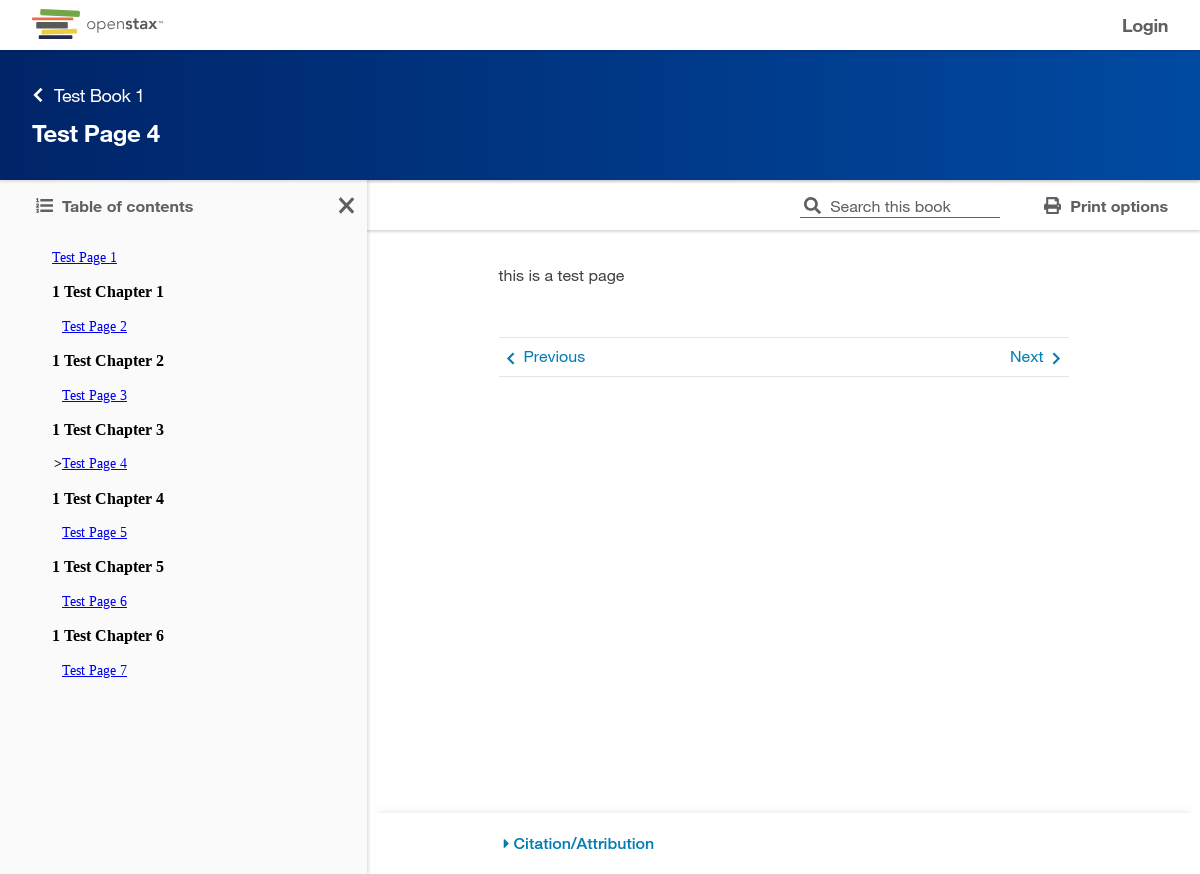 openstax™
Login
Test Book 1
Test Page 4
Table of contents
Search this book
Print options
Test Page 1
1 Test Chapter 1
Test Page 2
1 Test Chapter 2
Test Page 3
1 Test Chapter 3
>Test Page 4
1 Test Chapter 4
Test Page 5
1 Test Chapter 5
Test Page 6
1 Test Chapter 6
Test Page 7
this is a test page
Previous
Next
Citation/Attribution